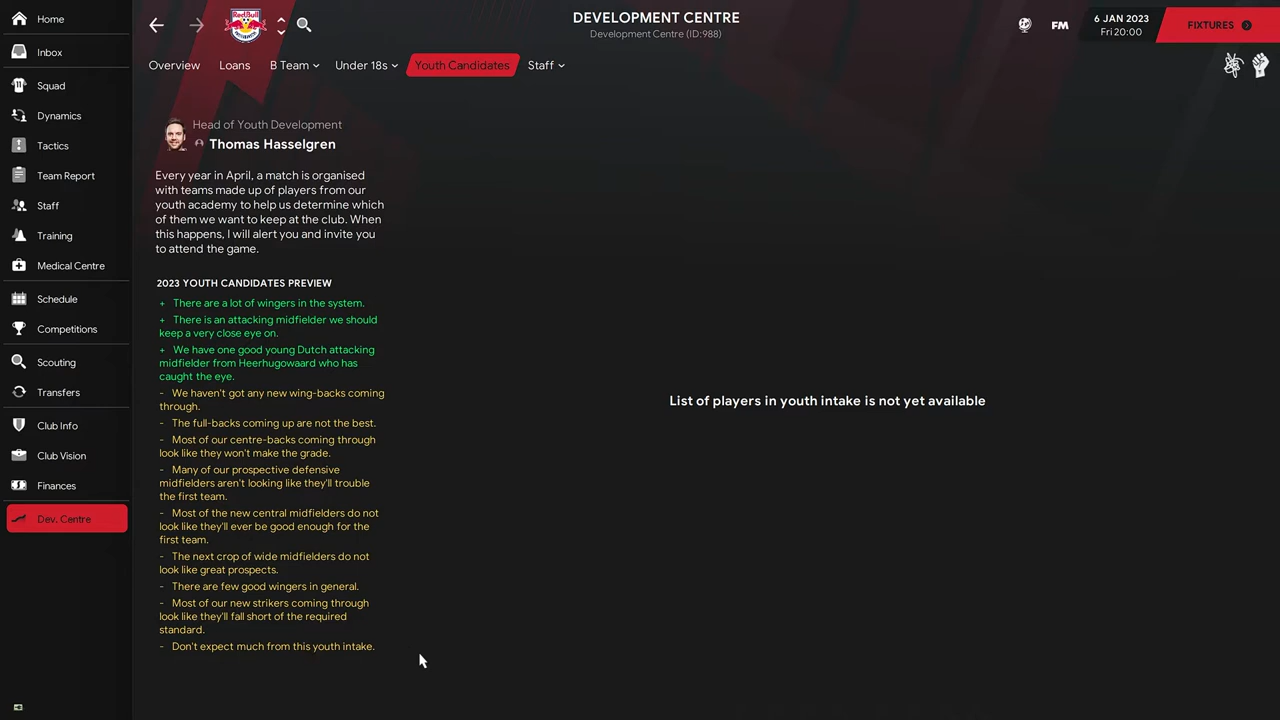 Home
Inbox
Squad
Dynamics
Tactics
Team Report
Staff
Training
Medical Centre
Schedule
Competitions
Scouting
Transfers
Club Info
Club Vision
Finances
Dev. Centre
DEVELOPMENT CENTRE
Development Centre (ID:988)
FM
6 JAN 2023
Fri 20:00
FIXTURES
Overview Loans B Team Under 18s Youth Candidates Staff
Head of Youth Development
Thomas Hasselgren
Every year in April, a match is organised
with teams made up of players from our
youth academy to help us determine which
of them we want to keep at the club. When
this happens, I will alert you and invite you
to attend the game.
2023 YOUTH CANDIDATES PREVIEW
+ There are a lot of wingers in the system.
+ There is an attacking midfielder we should
keep a very close eye on.
+ We have one good young Dutch attacking
midfielder from Heerhugowaard who has
caught the eye.
- We haven't got any new wing-backs coming
through.
- The full-backs coming up are not the best.
- Most of our centre-backs coming through
look like they won't make the grade.
- Many of our prospective defensive
midfielders aren't looking like they'll trouble
the first team.
- Most of the new central midfielders do not
look like they'll ever be good enough for the
first team.
- The next crop of wide midfielders do not
look like great prospects.
- There are few good wingers in general.
- Most of our new strikers coming through
look like they'll fall short of the required
standard.
- Don't expect much from this youth intake.
List of players in youth intake is not yet available